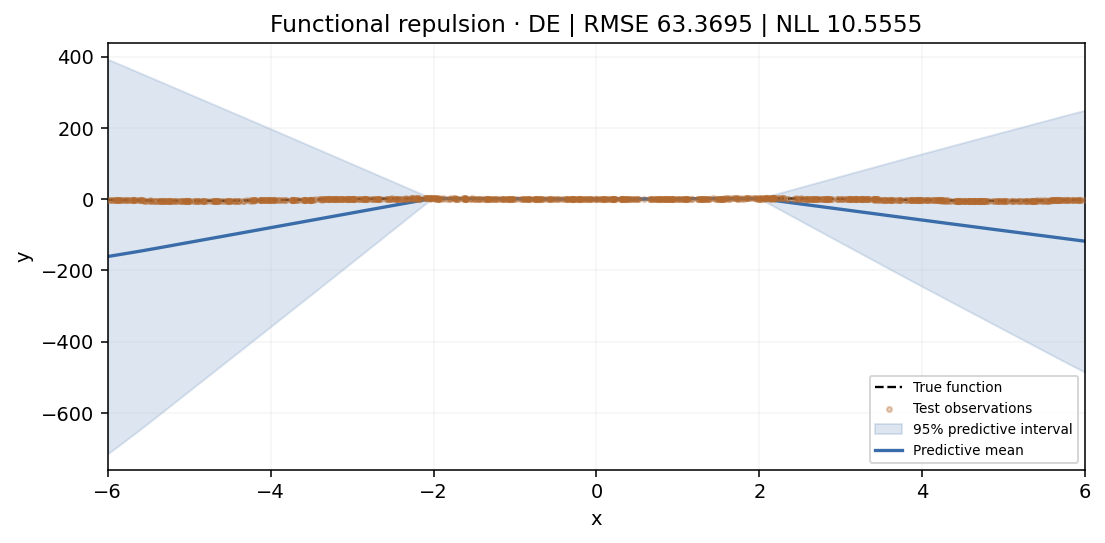 Functional repulsion · DE | RMSE 63.3695 | NLL 10.5555
400
200
0
−200
−400
−600
y
−6
−4
−2
0
2
4
6
x
True function
Test observations
95% predictive interval
Predictive mean